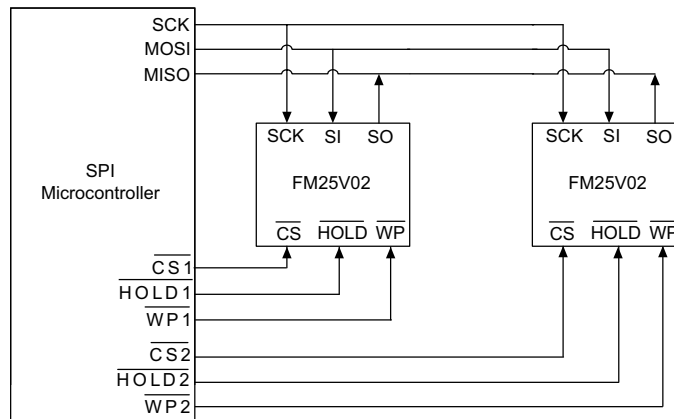 SCK
MOSI
MISO
SPI
Microcontroller
CS1
HOLD1
WP1
CS2
HOLD2
WP2
SCK SI SO
FM25V02
CS HOLD WP
SCK SI SO
FM25V02
CS HOLD WP